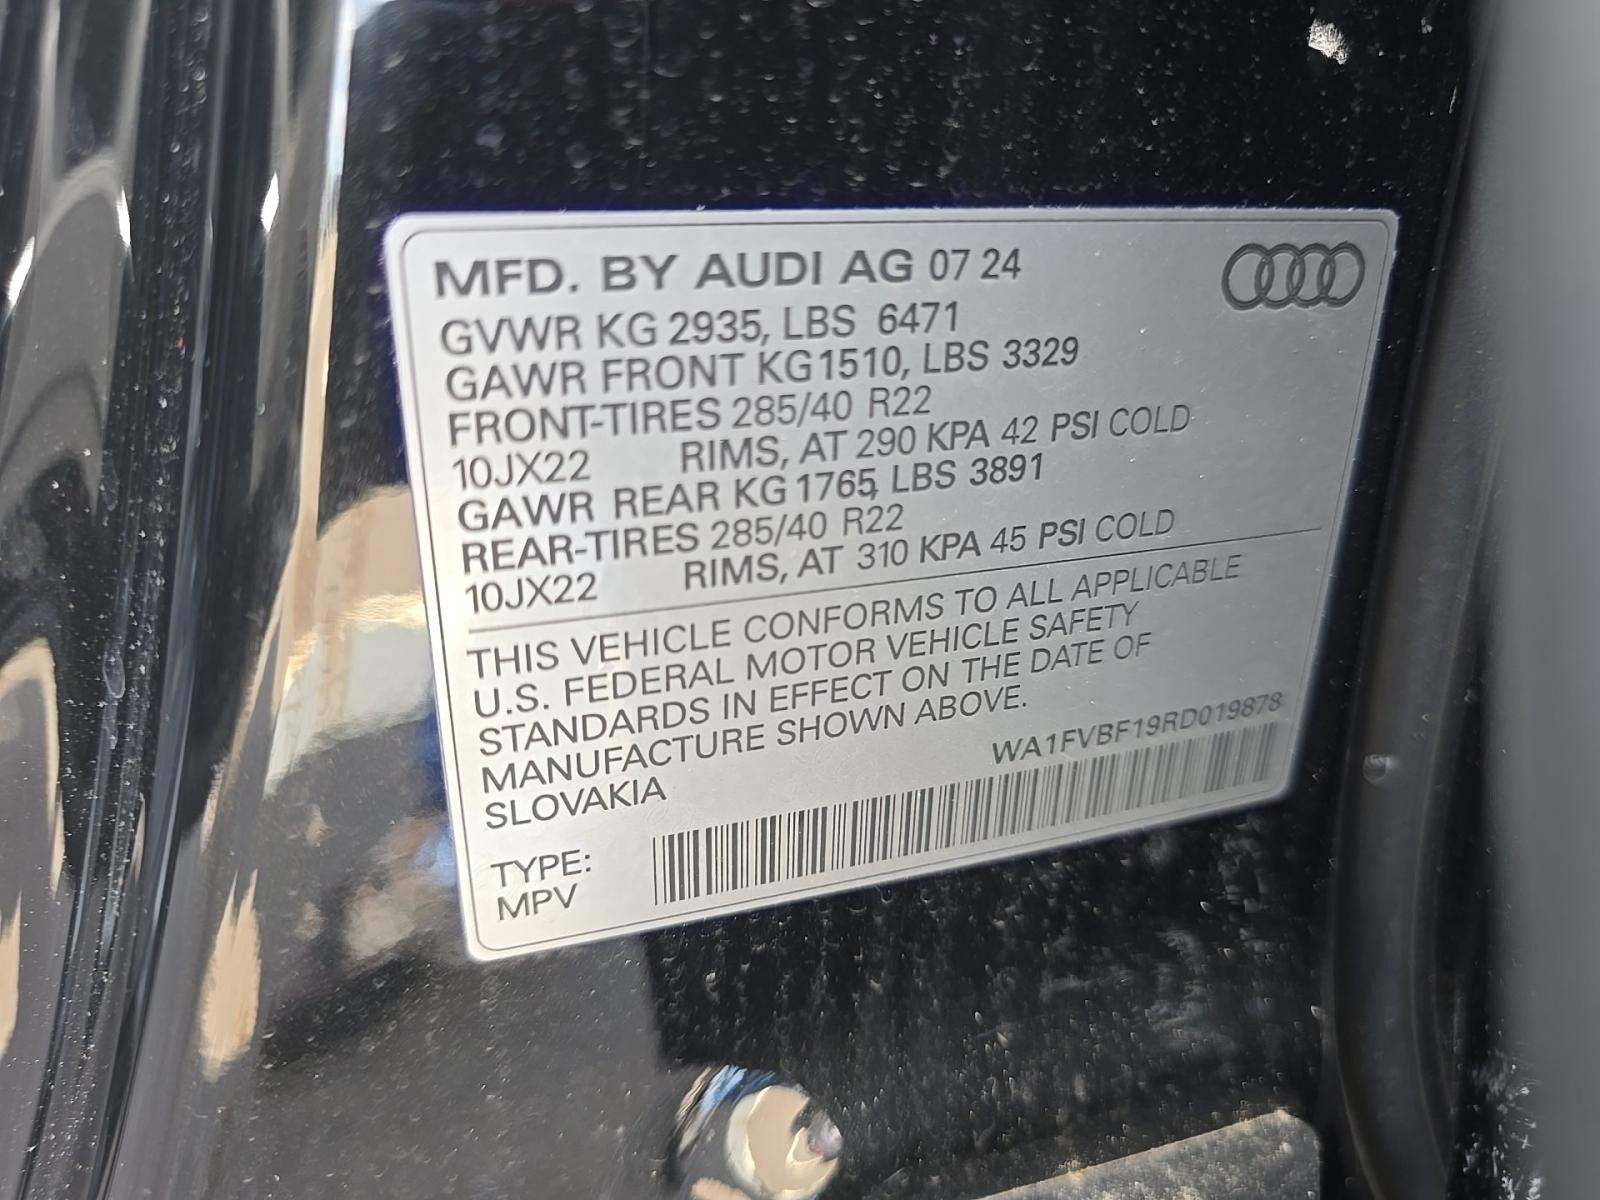 MFD. BY AUDI AG 07 24
GVWR KG 2935, LBS 6471
GAWR FRONT KG 1510, LBS 3329
FRONT-TIRES 285/40 R22
10JX22 RIMS, AT 290 KPA 42 PSI COLD
GAWR REAR KG 1765, LBS 3891
REAR-TIRES 285/40 R22
10JX22 RIMS, AT 310 KPA 45 PSI COLD
THIS VEHICLE CONFORMS TO ALL APPLICABLE
U.S. FEDERAL MOTOR VEHICLE SAFETY
STANDARDS IN EFFECT ON THE DATE OF
MANUFACTURE SHOWN ABOVE.
SLOVAKIA
WA1FVBF19RD019878
TYPE:
MPV